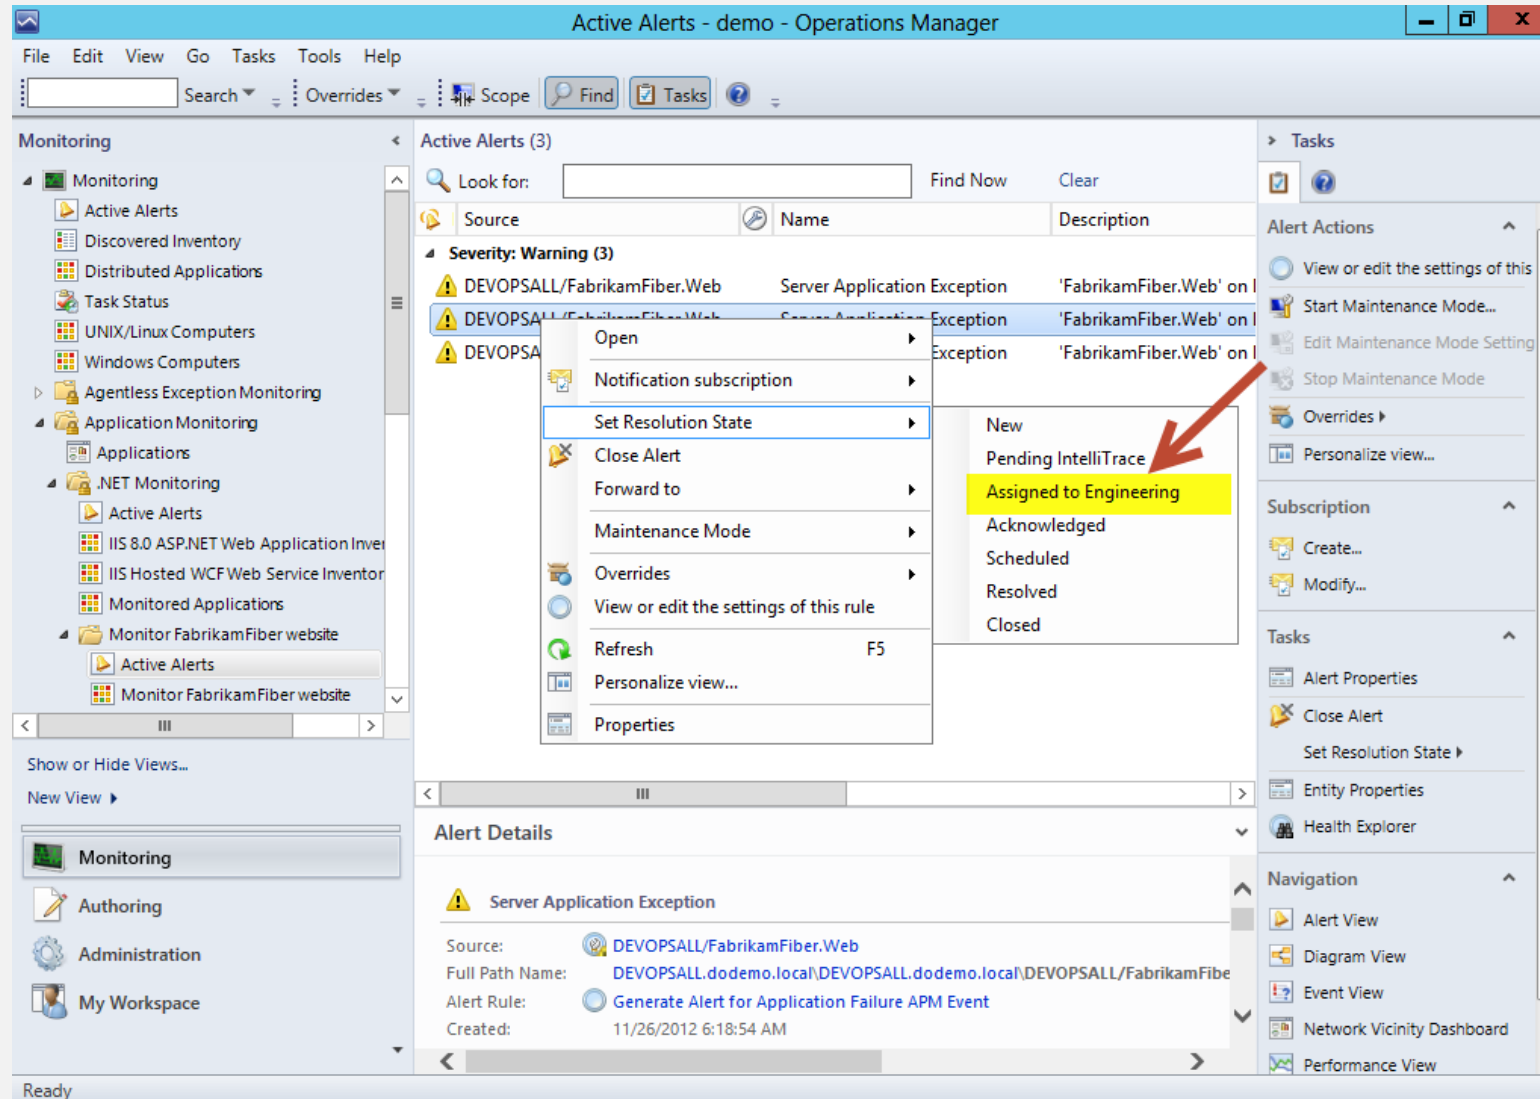 Active Alerts - demo - Operations Manager
File Edit View Go Tasks Tools Help
Search Overrides Scope Find Tasks
Monitoring
Monitoring
Active Alerts
Discovered Inventory
Distributed Applications
Task Status
UNIX/Linux Computers
Windows Computers
Agentless Exception Monitoring
Application Monitoring
Applications
.NET Monitoring
Active Alerts
IIS 8.0 ASP.NET Web Application Inver
IIS Hosted WCF Web Service Inventor
Monitored Applications
Monitor FabrikamFiber website
Active Alerts
Monitor FabrikamFiber website
Show or Hide Views...
New View
Monitoring
Authoring
Administration
My Workspace
Active Alerts (3)
Look for: Find Now Clear
Source Name Description
Severity: Warning (3)
DEVOPSALL/FabrikamFiber.Web Server Application Exception 'FabrikamFiber.Web' on
DEVOPSALL/FabrikamFiber.Web Server Application Exception 'FabrikamFiber.Web' on
DEVOPSA Exception 'FabrikamFiber.Web' on
Open
Notification subscription
Set Resolution State
Close Alert
Forward to
Maintenance Mode
Overrides
View or edit the settings of this rule
Refresh F5
Personalize view...
Properties
New
Pending IntelliTrace
Assigned to Engineering
Acknowledged
Scheduled
Resolved
Closed
Alert Details
Server Application Exception
Source: DEVOPSALL/FabrikamFiber.Web
Full Path Name: DEVOPSALL.dodemo.local\DEVOPSALL.dodemo.local\DEVOPSALL/FabrikamFibe
Alert Rule: Generate Alert for Application Failure APM Event
Created: 11/26/2012 6:18:54 AM
Tasks
Alert Actions
View or edit the settings of this
Start Maintenance Mode...
Edit Maintenance Mode Setting
Stop Maintenance Mode
Overrides
Personalize view...
Subscription
Create...
Modify...
Tasks
Alert Properties
Close Alert
Set Resolution State
Entity Properties
Health Explorer
Navigation
Alert View
Diagram View
Event View
Network Vicinity Dashboard
Performance View
Ready